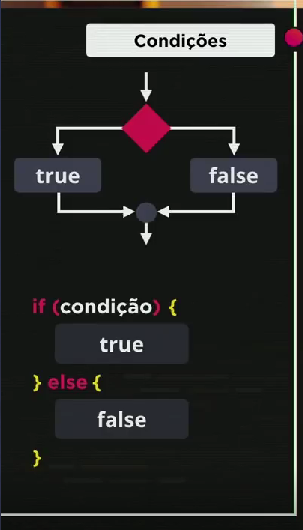 Condições
true false
if (condição) {
true
} else {
false
}